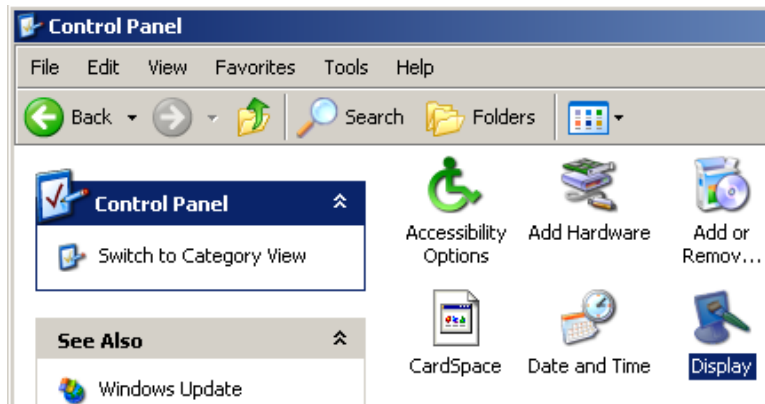 Control Panel
File Edit View Favorites Tools Help
Back Search Folders
Control Panel
Switch to Category View
See Also
Windows Update
Accessibility Options
Add Hardware
Add or Remov...
CardSpace
Date and Time
Display